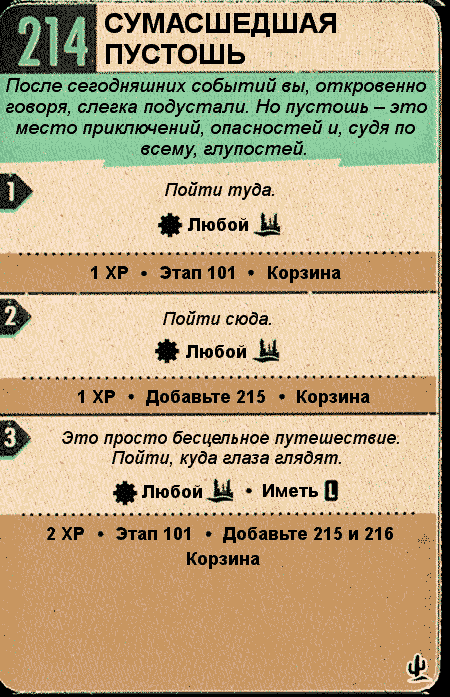 214
СУМАСШЕДШАЯ
ПУСТОШЬ
После сегодняшних событий вы, откровенно
говоря, слегка подустали. Но пустошь – это
место приключений, опасностей и, судя по
всему, глупостей.
1
Пойти туда.
Любой
1 XP • Этап 101 • Корзина
2
Пойти сюда.
Любой
1 XP • Добавьте 215 • Корзина
3
Это просто бесцельное путешествие.
Пойти, куда глаза глядят.
Любой • Иметь L
2 XP • Этап 101 • Добавьте 215 и 216
Корзина